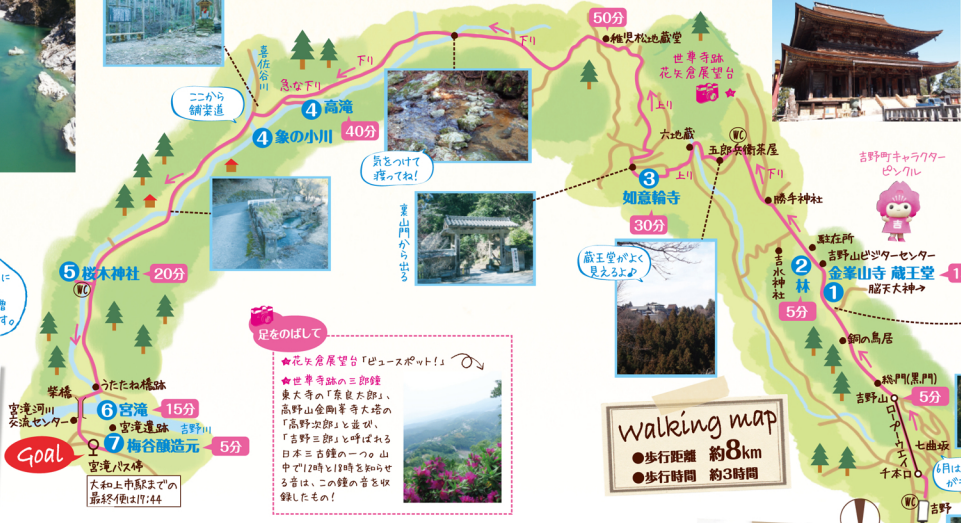 喜佐谷川
ここから
舗装道
急な下り
下り
下り
50分
稚児松地蔵堂
世尊寺跡
花矢倉展望台
上り
④高滝
④象の小川
40分
気をつけて
渡ってね!
裏山門から出る
六地蔵
WC
五郎兵衛茶屋
上り
下り
③
如意輪寺
30分
勝手神社
吉野町キャラクター
ピンクル
吉
蔵王堂がよく
見えるよ♪
駐在所
吉野山ビジターセンター
②
林
5分
金峯山寺 蔵王堂
①
1
脳天大神→
吉水神社
銅の鳥居
総門(黒門)
5分
吉野山
ロープーウエイ
七曲坂
千本口
6月は
が
WC
吉野
⑤桜木神社
20分
WC
に
。
柴橋
うたたね橋跡
宮滝河川
交流センター
⑥宮滝
15分
宮滝遺跡
吉野川
⑦梅谷醸造元
5分
Goal
宮滝バス停
大和上市駅までの
最終便は17:44
足をのばして
★花矢倉展望台「ビュースポット!」
★世尊寺跡の三郎鐘
東大寺の「奈良太郎」、
高野山金剛峯寺大塔の
「高野次郎」と並び、
「吉野三郎」と呼ばれる
日本三古鐘の一つ。山
中で12時と18時を知らせ
る音は、この鐘の音を収
録したもの!
walking map
●歩行距離 約8km
●歩行時間 約3時間